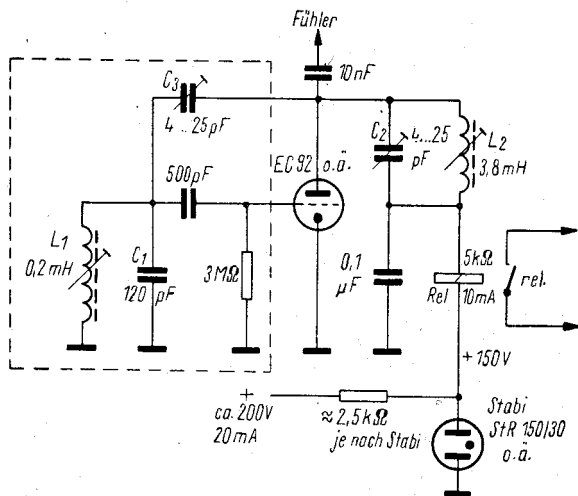 Fühler
10nF
C3
4...25pF
500pF
EC 92 o.ä.
C2
4...25
pF
L2
3,8mH
L1
0,2mH
C1
120 pF
3MΩ
0,1
µF
5kΩ
Rel 10mA
rel.
+150V
+
ca. 200V
20mA
≈2,5kΩ
je nach Stabi
Stabi
StR 150/30
o.ä.